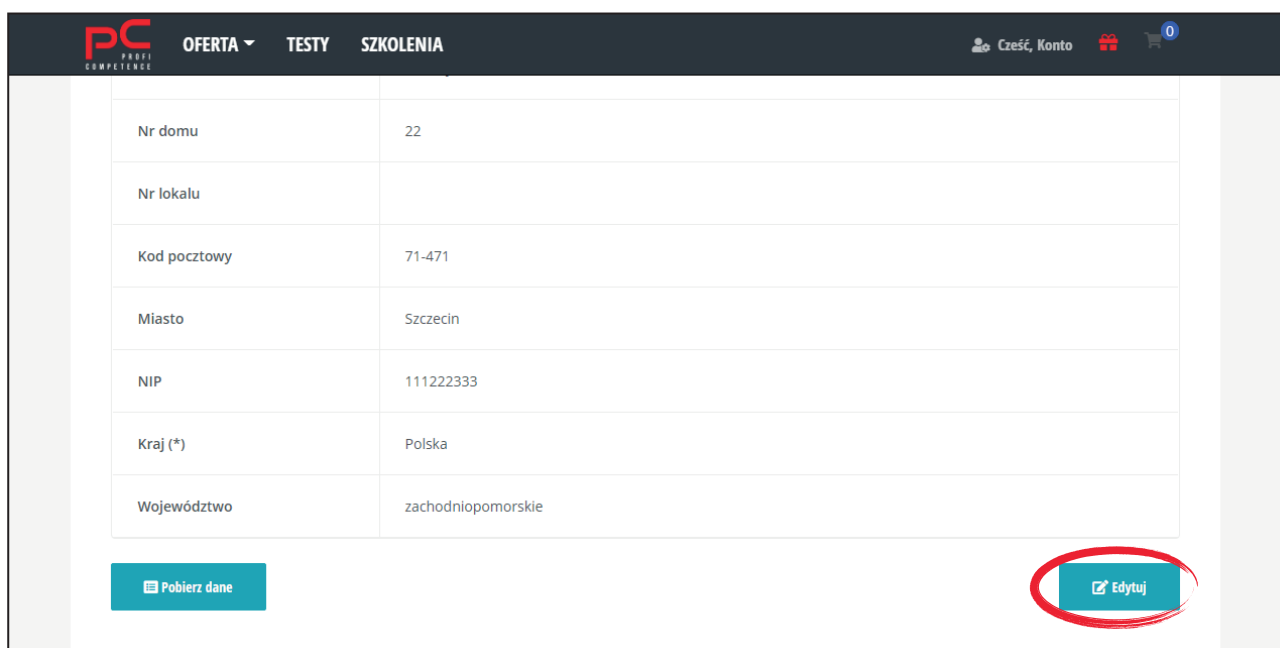 PC
PROFI
COMPETENCE
OFERTA TESTY SZKOLENIA Cześć, Konto 0
Nr domu 22
Nr lokalu
Kod pocztowy 71-471
Miasto Szczecin
NIP 111222333
Kraj (*) Polska
Województwo zachodniopomorskie
Pobierz dane Edytuj